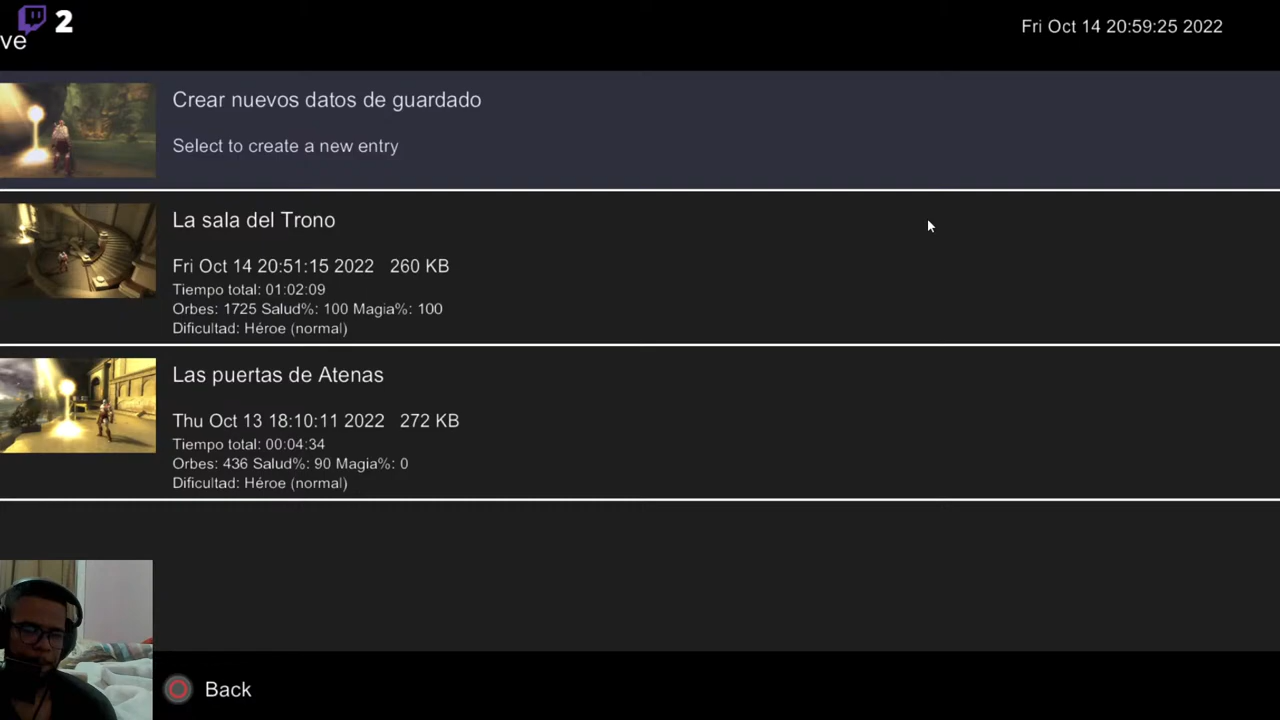 2
Fri Oct 14 20:59:25 2022
ve
Crear nuevos datos de guardado
Select to create a new entry
La sala del Trono
Fri Oct 14 20:51:15 2022 260 KB
Tiempo total: 01:02:09
Orbes: 1725 Salud%: 100 Magia%: 100
Dificultad: Héroe (normal)
Las puertas de Atenas
Thu Oct 13 18:10:11 2022 272 KB
Tiempo total: 00:04:34
Orbes: 436 Salud%: 90 Magia%: 0
Dificultad: Héroe (normal)
Back